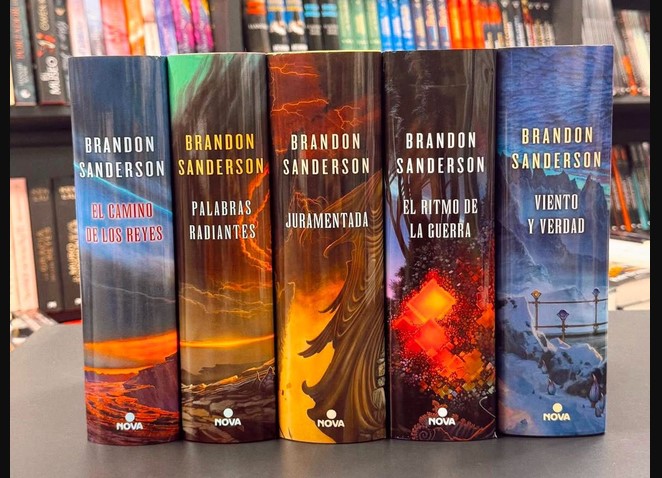 BRANDON
SANDERSON
EL CAMINO
DE LOS REYES
NOVA
BRANDON
SANDERSON
PALABRAS
RADIANTES
NOVA
BRANDON
SANDERSON
JURAMENTADA
NOVA
BRANDON
SANDERSON
EL RITMO DE
LA GUERRA
NOVA
BRANDON
SANDERSON
VIENTO
Y VERDAD
NOVA